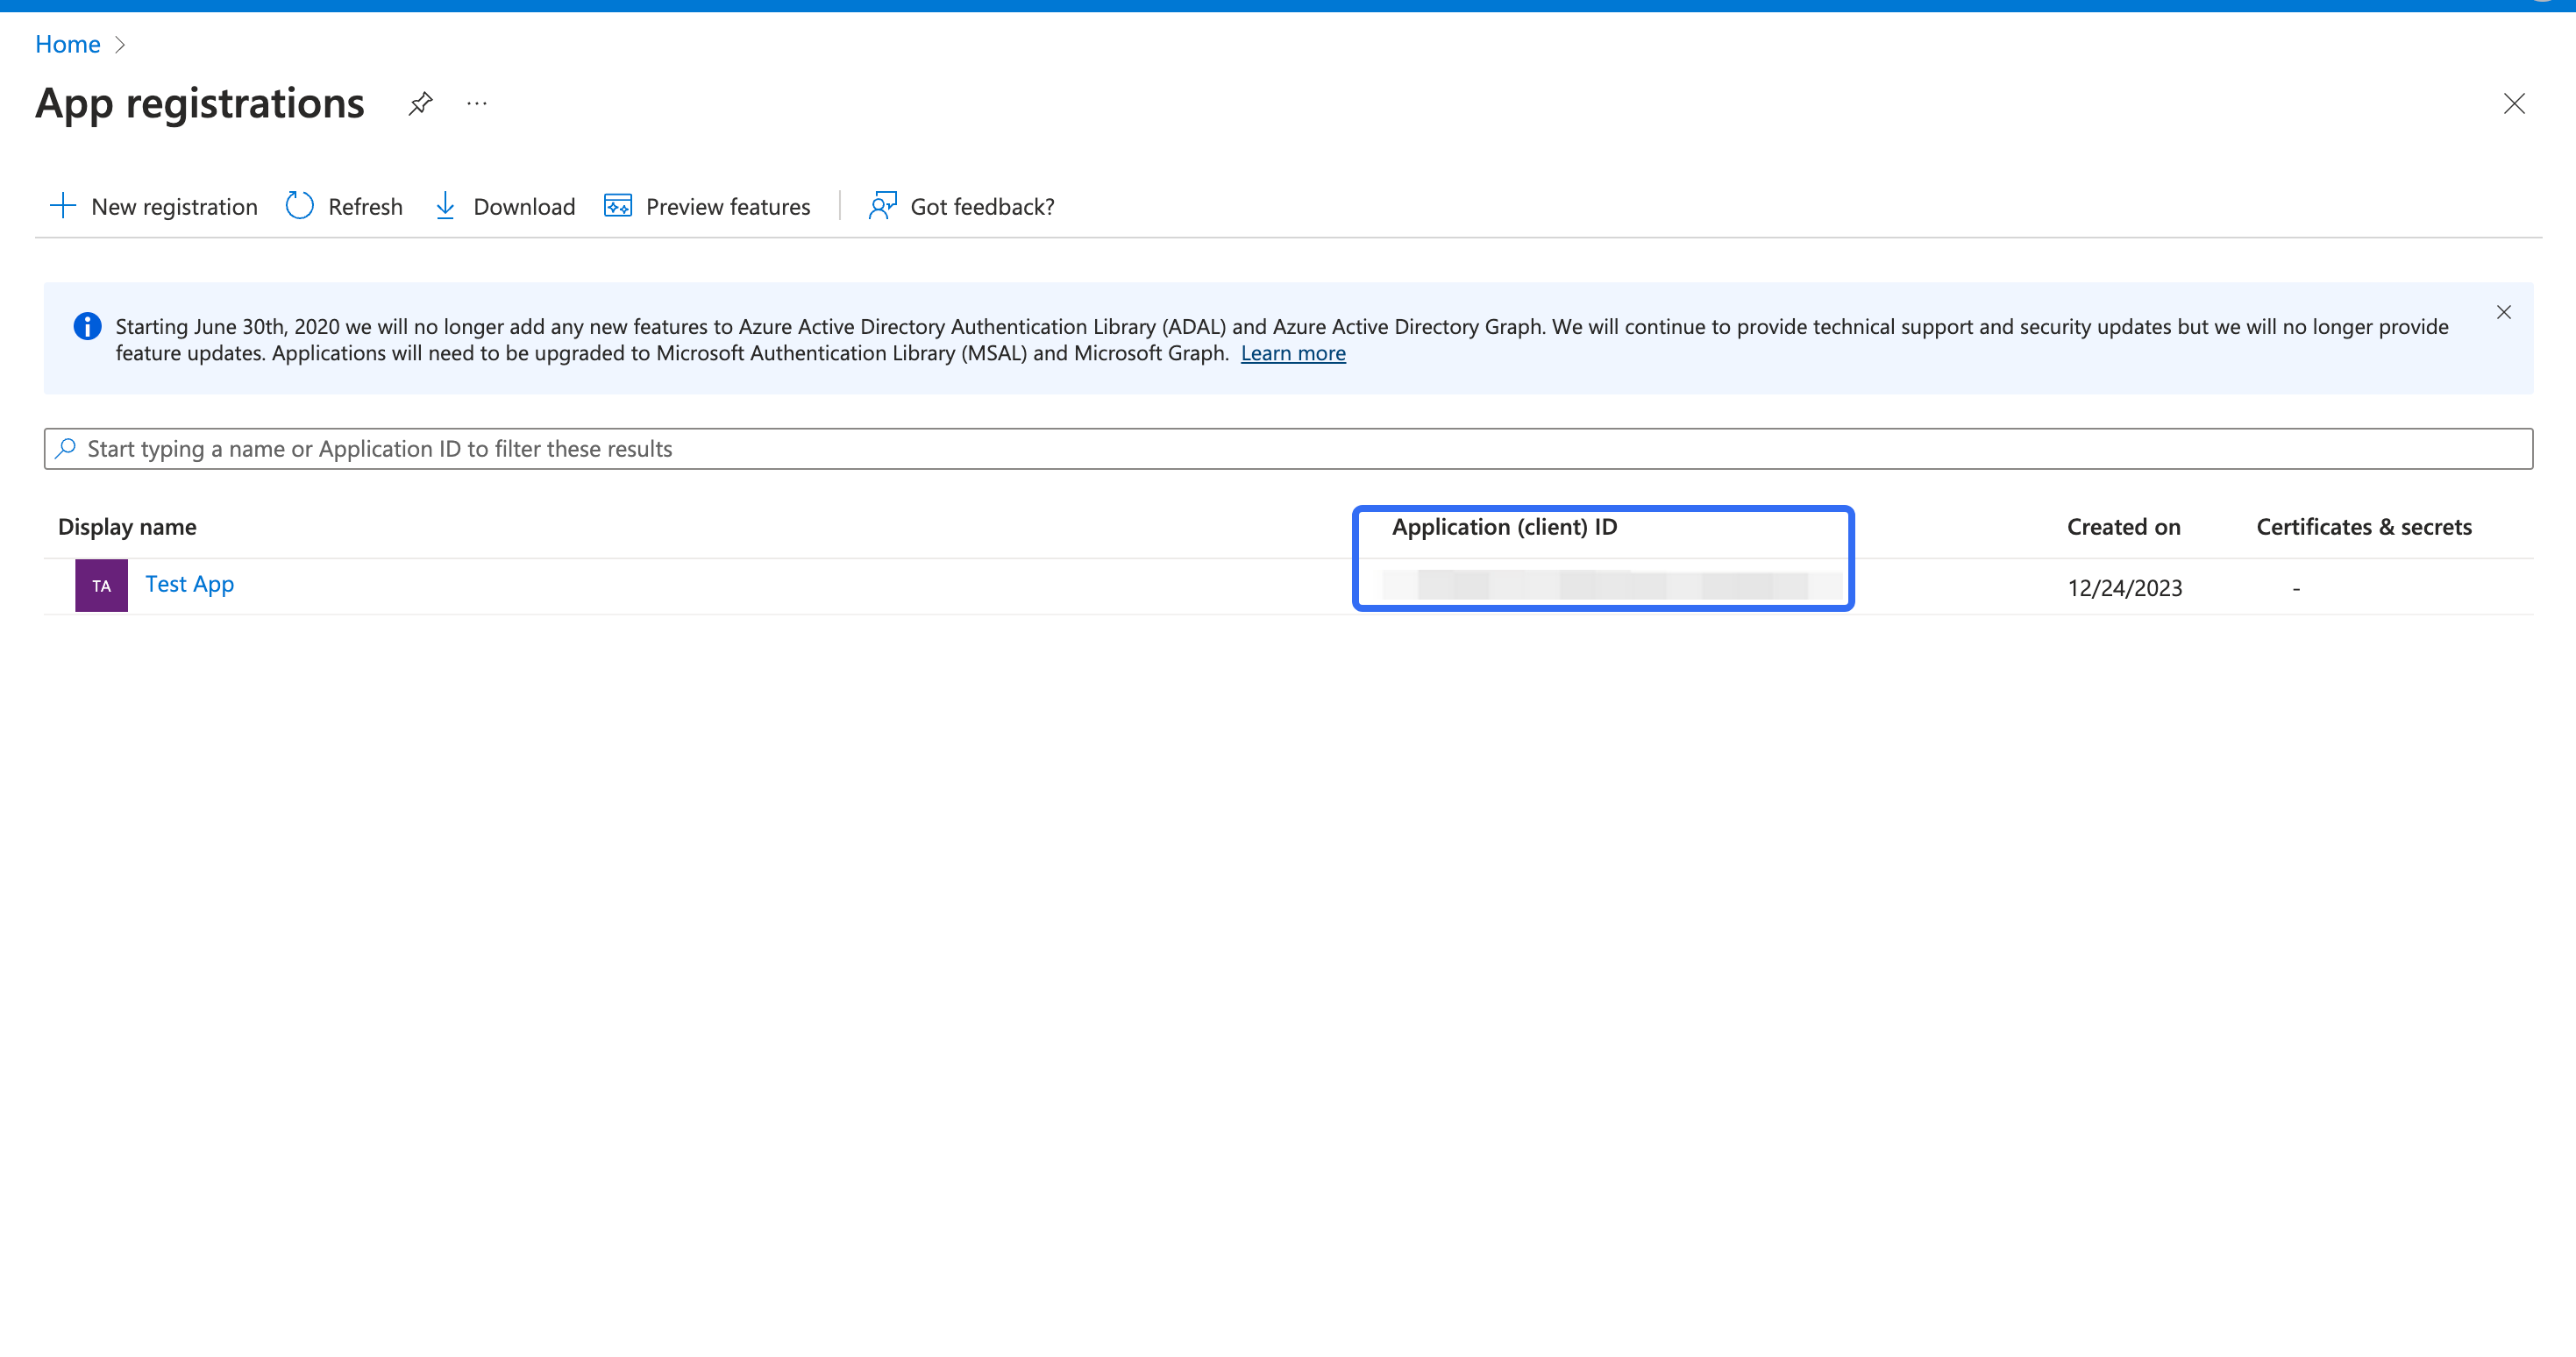 Home
App registrations
New registration
Refresh
Download
Preview features
Got feedback?
Starting June 30th, 2020 we will no longer add any new features to Azure Active Directory Authentication Library (ADAL) and Azure Active Directory Graph. We will continue to provide technical support and security updates but we will no longer provide
feature updates. Applications will need to be upgraded to Microsoft Authentication Library (MSAL) and Microsoft Graph. Learn more
Start typing a name or Application ID to filter these results
Display name Application (client) ID Created on Certificates & secrets
TA Test App 12/24/2023 -